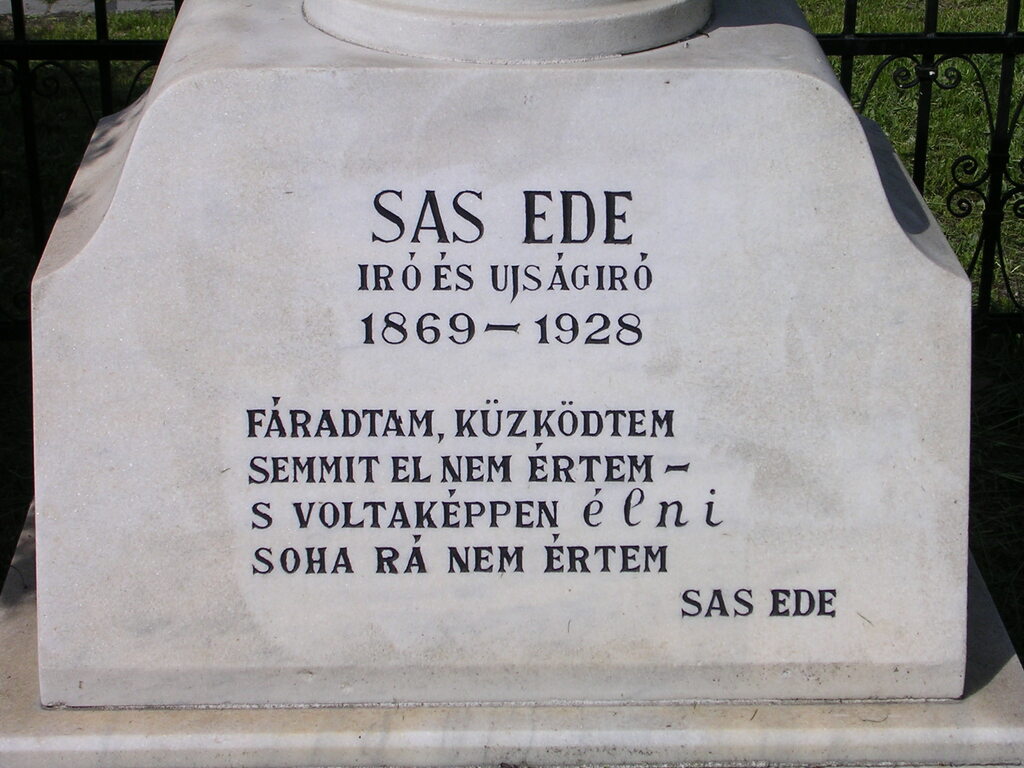 SAS EDE
IRÓ ÉS UJSÁGIRÓ
1869 – 1928
FÁRADTAM, KÜZKÖDTEM
SEMMIT EL NEM ÉRTEM –
S VOLTAKÉPPEN élni
SOHA RÁ NEM ÉRTEM
SAS EDE